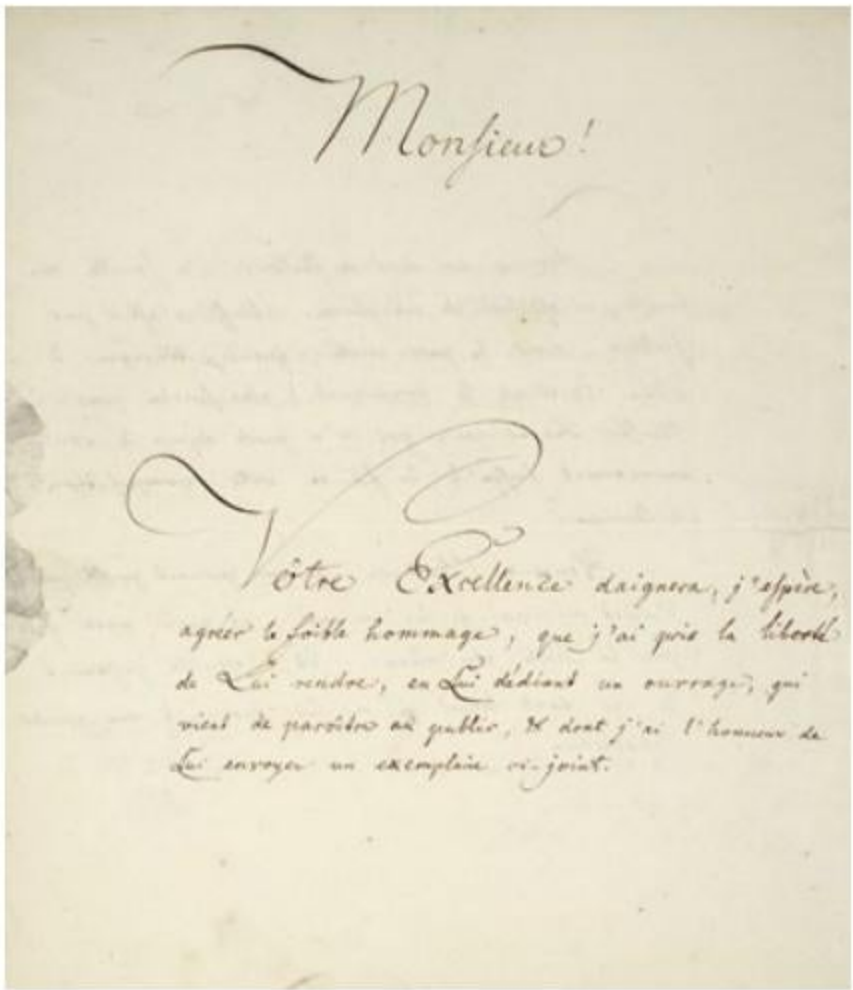 Monsieur!
Vôtre Excellence daignera, j'espère,
agréer le foible hommage, que j'ai pris la liberté
de Lui rendre, en Lui dédiant un ouvrage, qui
vient de paroître au public, & dont j'ai l'honneur de
Lui envoyer un exemplaire ci-joint.